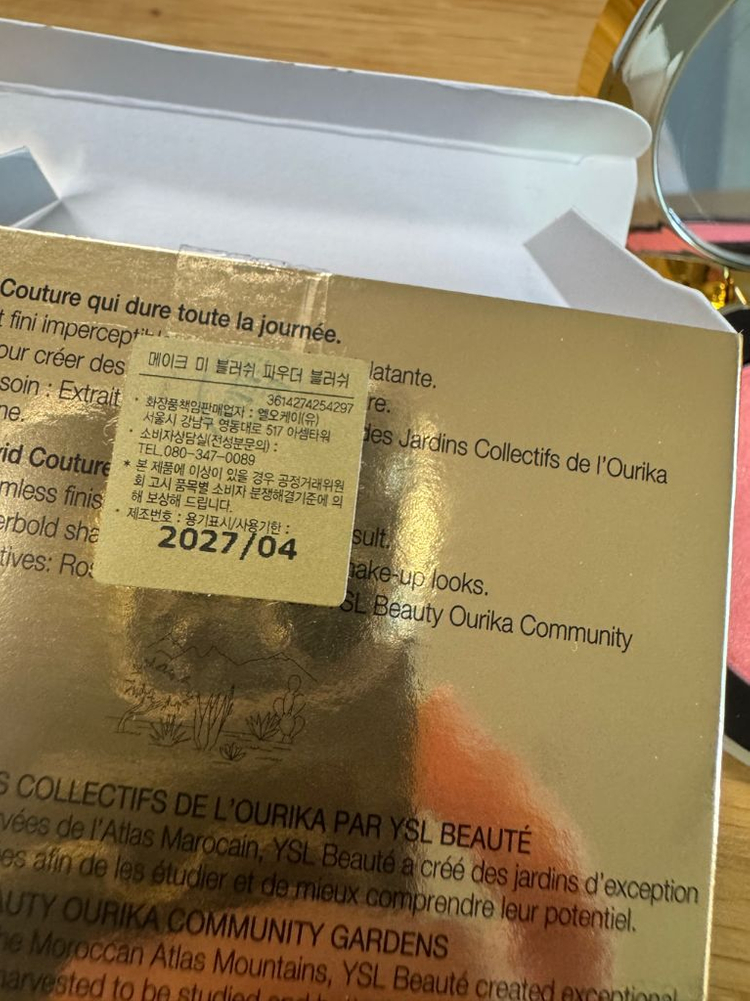 Couture qui dure toute la journée.
t fini
our créer des
latante.
soin : Extrait
re.
ne.
des Jardins Collectifs de l'Ourika
vid Couture
mless finis
erbold sha
sult.
tives: Ros
ake-up looks.
SL Beauty Ourika Community
메이크 미 블러쉬 파우더 블러쉬
3614274254297
• 화장품책임판매업자 : 엘오케이(유)
서울시 강남구 영동대로 517 아셈타워
• 소비자상담실(전성분문의) :
TEL.080-347-0089
* 본 제품에 이상이 있을 경우 공정거래위원
회 고시 품목별 소비자 분쟁해결기준에 의
해 보상해 드립니다.
• 제조번호 : 용기표시/사용기한 :
2027/04
S COLLECTIFS DE L'OURIKA PAR YSL BEAUTÉ
vées de l'Atlas Marocain, YSL Beauté a créé des jardins d'exception
es afin de les étudier et de mieux comprendre leur potentiel.
AUTY OURIKA COMMUNITY GARDENS
he Moroccan Atlas Mountains, YSL Beauté created exceptional
harvested to be studied and